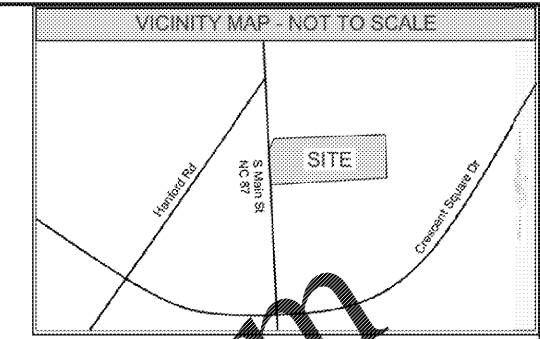 VICINITY MAP - NOT TO SCALE
SITE
S Main St
NC 87
Hanford Rd
Crescent Square Dr